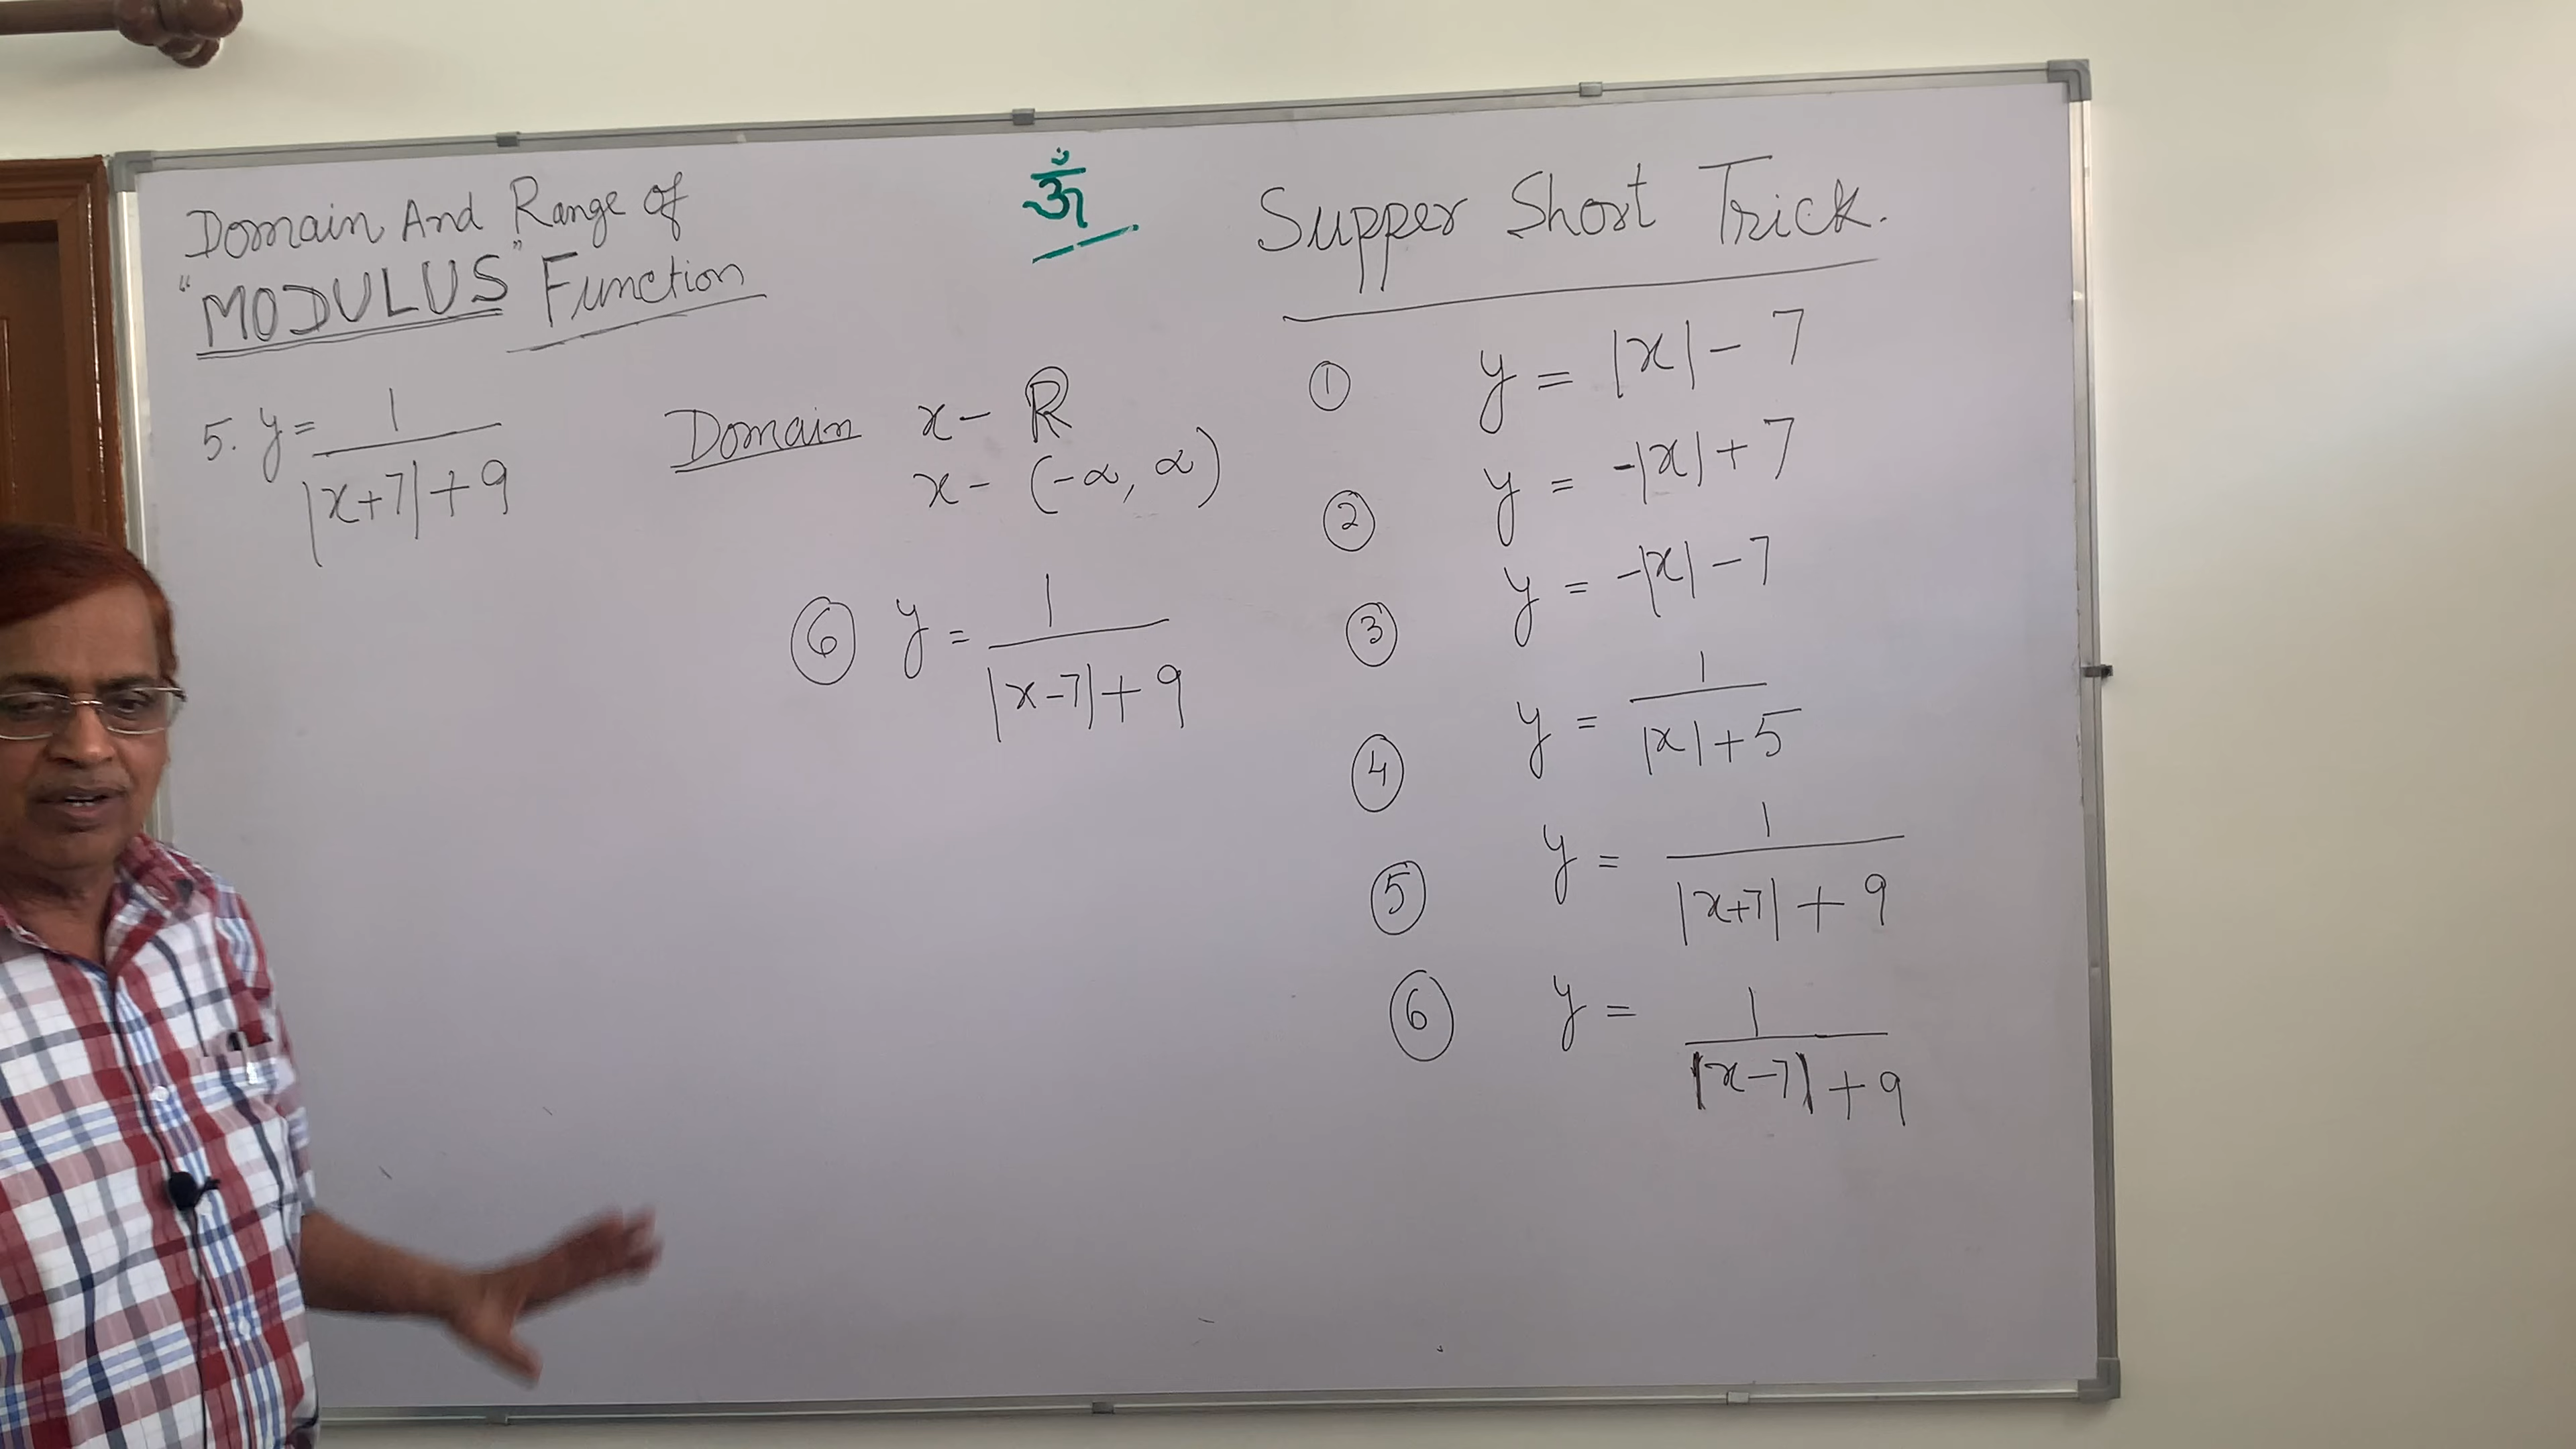 Domain And Range of
"MODULUS" Function
ॐ
Supper Short Trick.
5. y = 1/(|x+7|+9)
Domain x - R
x - (-∝, ∝)
⑥ y = 1/(|x-7|+9)
① y = |x| - 7
② y = -|x| + 7
③ y = -|x| - 7
④ y = 1/(|x|+5)
⑤ y = 1/(|x+7|+9)
⑥ y = 1/(|x-7|+9)